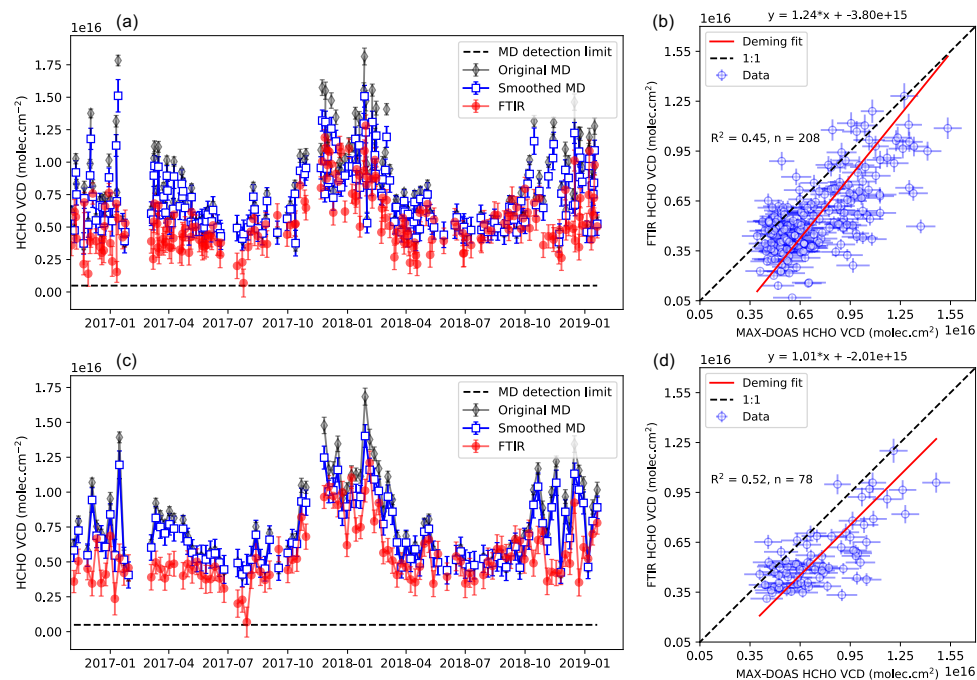 (a)
1e16
HCHO VCD (molec.cm⁻²)
1.75
1.50
1.25
1.00
0.75
0.50
0.25
0.00
MD detection limit
Original MD
Smoothed MD
FTIR
2017-01
2017-04
2017-07
2017-10
2018-01
2018-04
2018-07
2018-10
2019-01
(b)
1e16
y = 1.24*x + -3.80e+15
FTIR HCHO VCD (molec.cm²)
1.55
1.25
0.95
0.65
0.35
0.05
Deming fit
1:1
Data
R² = 0.45, n = 208
0.05
0.35
0.65
0.95
1.25
1.55
MAX-DOAS HCHO VCD (molec.cm²)
1e16
(c)
1e16
HCHO VCD (molec.cm⁻²)
1.75
1.50
1.25
1.00
0.75
0.50
0.25
0.00
MD detection limit
Original MD
Smoothed MD
FTIR
2017-01
2017-04
2017-07
2017-10
2018-01
2018-04
2018-07
2018-10
2019-01
(d)
1e16
y = 1.01*x + -2.01e+15
FTIR HCHO VCD (molec.cm²)
1.55
1.25
0.95
0.65
0.35
0.05
Deming fit
1:1
Data
R² = 0.52, n = 78
0.05
0.35
0.65
0.95
1.25
1.55
MAX-DOAS HCHO VCD (molec.cm²)
1e16